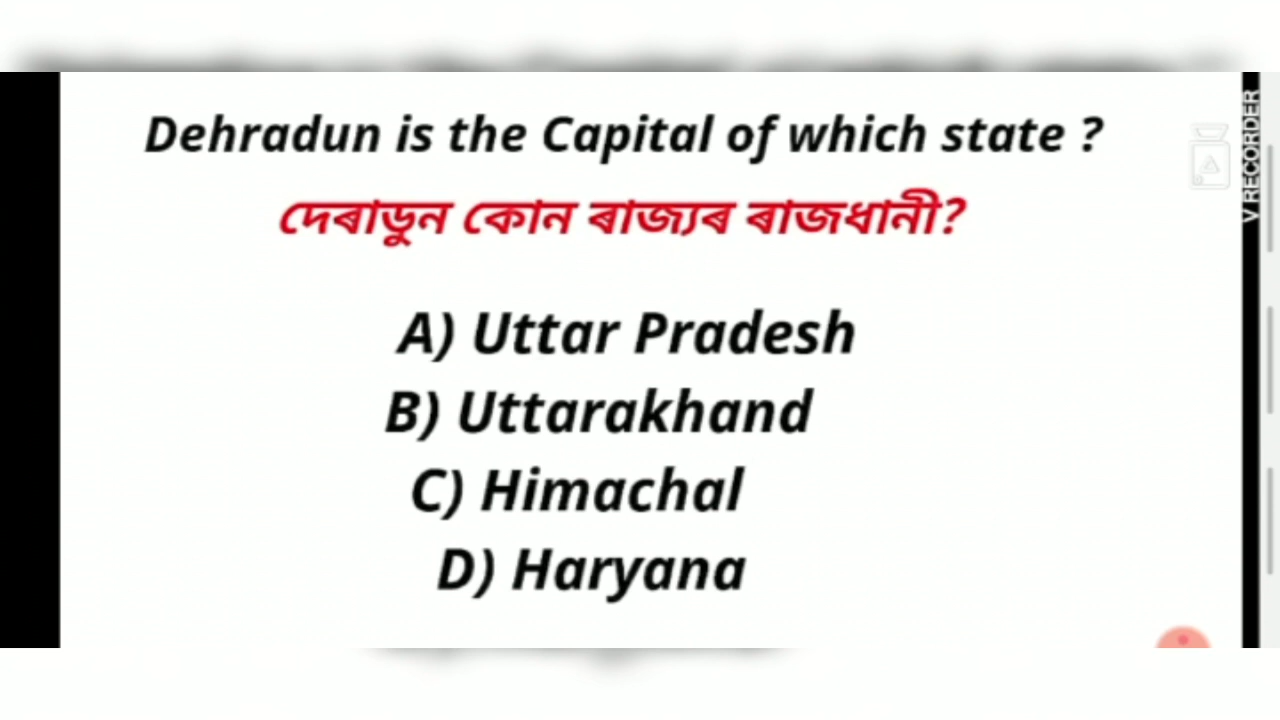 Dehradun is the Capital of which state ?
দেৰাডুন কোন ৰাজ্যৰ ৰাজধানী?
A) Uttar Pradesh
B) Uttarakhand
C) Himachal
D) Haryana
V RECORDER